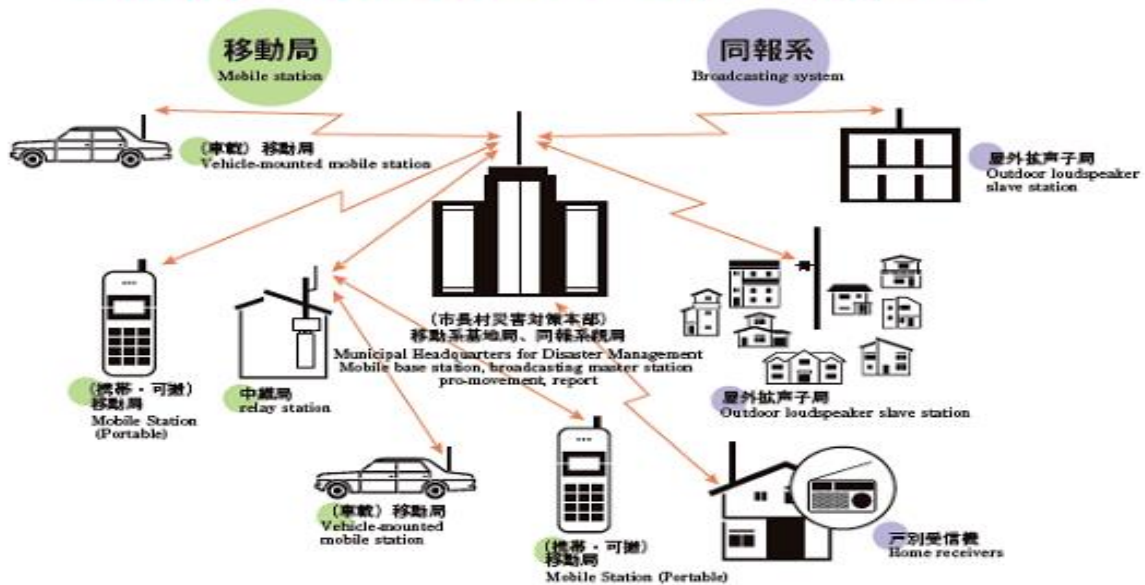 移動局
Mobile station
同報系
Broadcasting system
(車載) 移動局
Vehicle-mounted mobile station
屋外拡声子局
Outdoor loudspeaker
slave station
(市長村災害対策本部)
移動系基地局、同報系親局
Municipal Headquarters for Disaster Management
Mobile base station, broadcasting master station
pro-movement, report
(携帯・可搬)
移動局
Mobile Station
(Portable)
中継局
relay station
屋外拡声子局
Outdoor loudspeaker slave station
(車載) 移動局
Vehicle-mounted
mobile station
(携帯・可搬)
移動局
Mobile Station (Portable)
戸別受信機
Home receivers